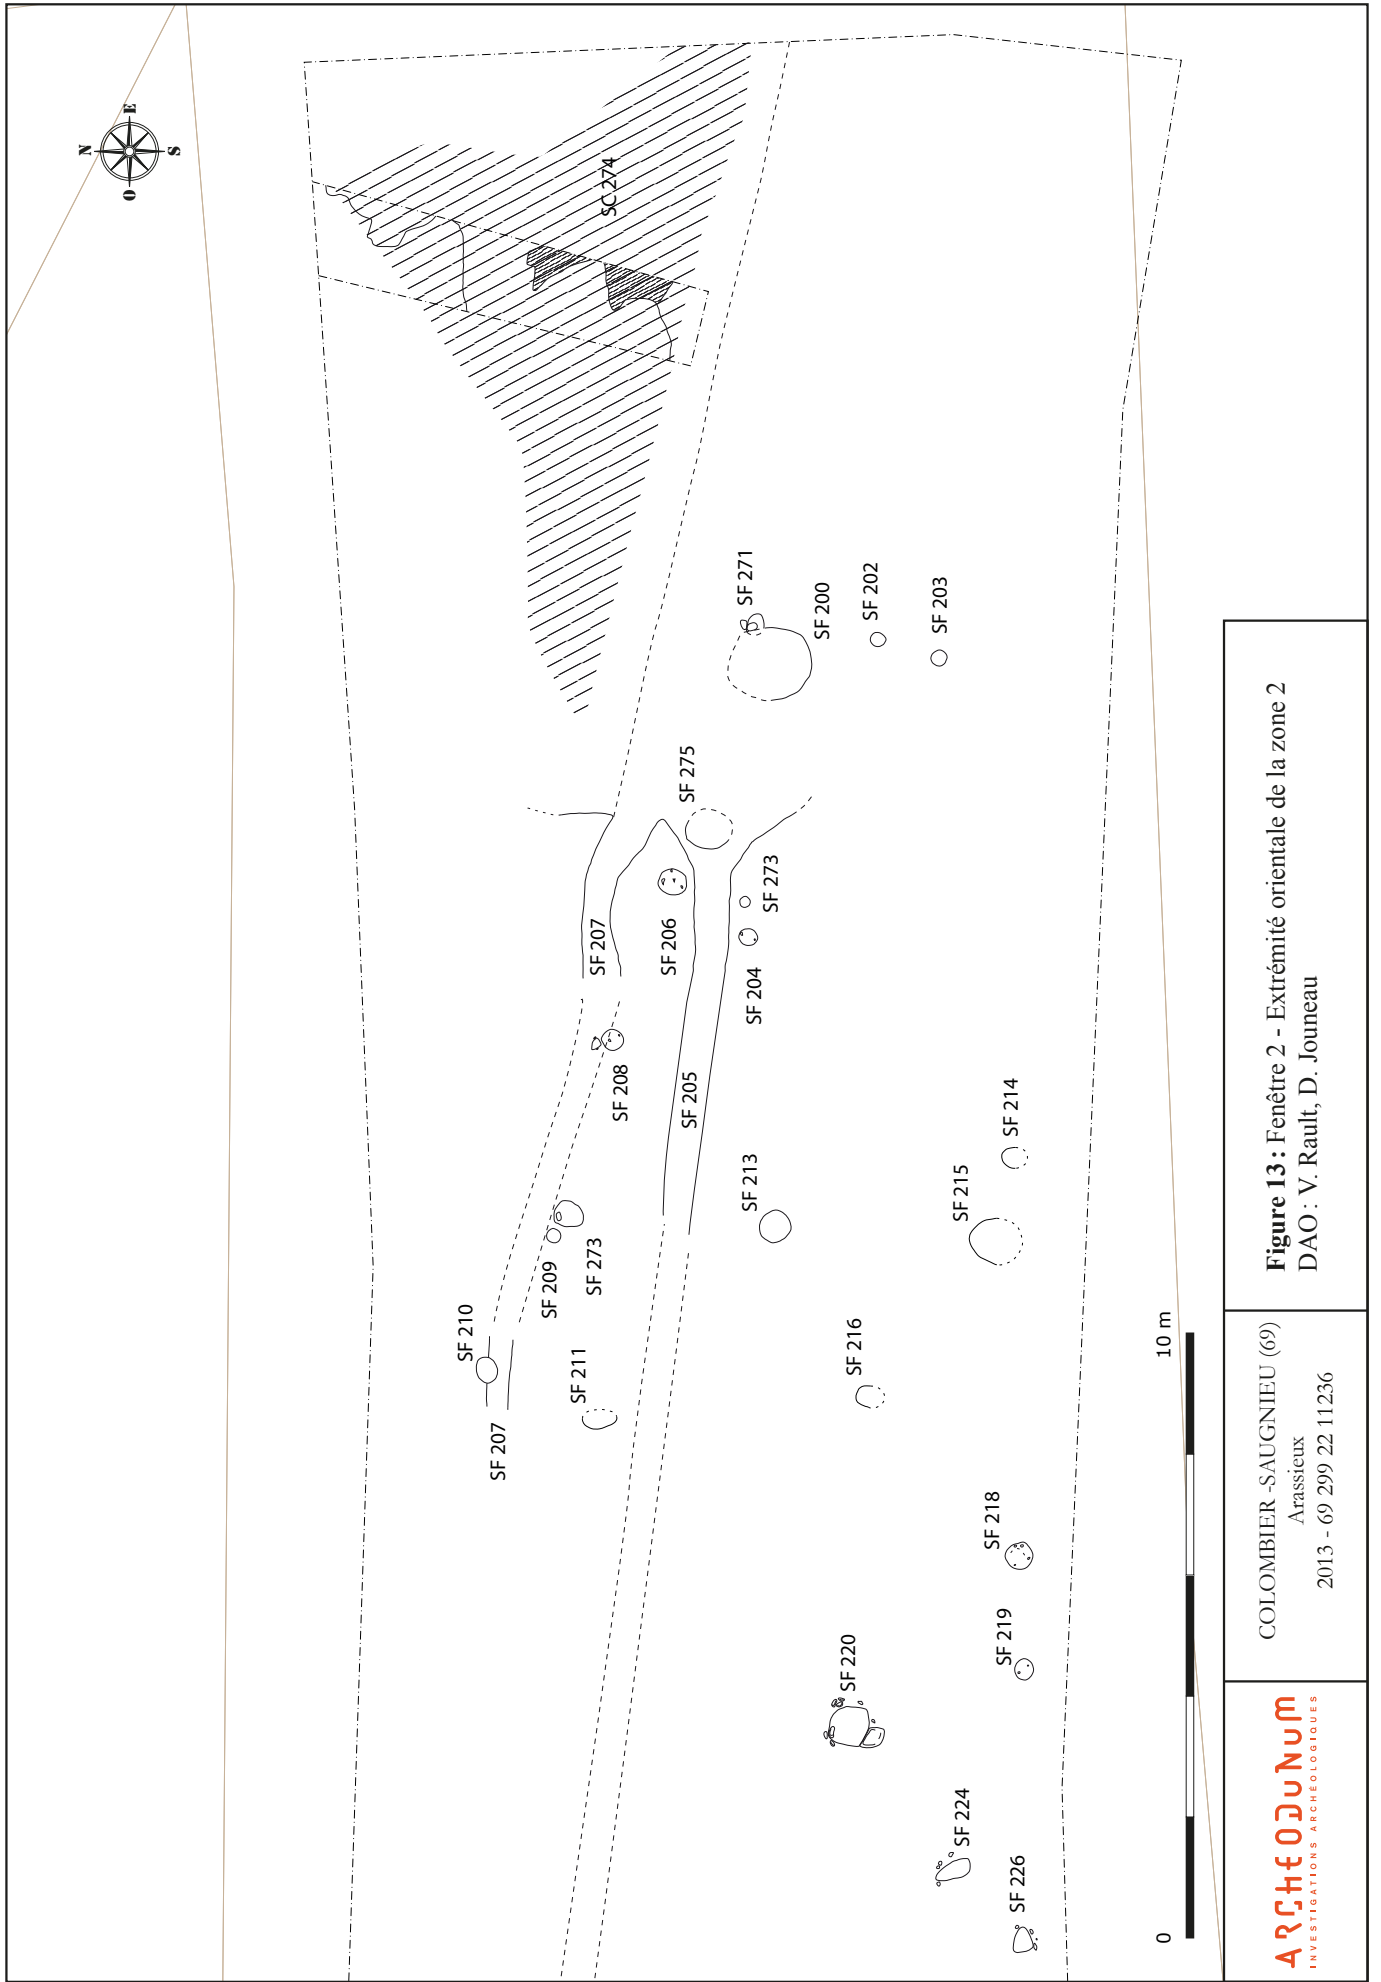 N
E
S
O
SC 274
SF 271
SF 200
SF 202
SF 203
SF 275
SF 273
SF 207
SF 206
SF 204
SF 208
SF 205
SF 214
SF 213
SF 215
SF 209
SF 273
SF 210
SF 211
SF 216
SF 207
SF 218
SF 219
SF 220
SF 224
SF 226
0
10 m
ARCHEODUNUM
INVESTIGATIONS ARCHÉOLOGIQUES
COLOMBIER -SAUGNIEU (69)
Arassieux
2013 - 69 299 22 11236
Figure 13 : Fenêtre 2 - Extrémité orientale de la zone 2
DAO : V. Rault, D. Jouneau